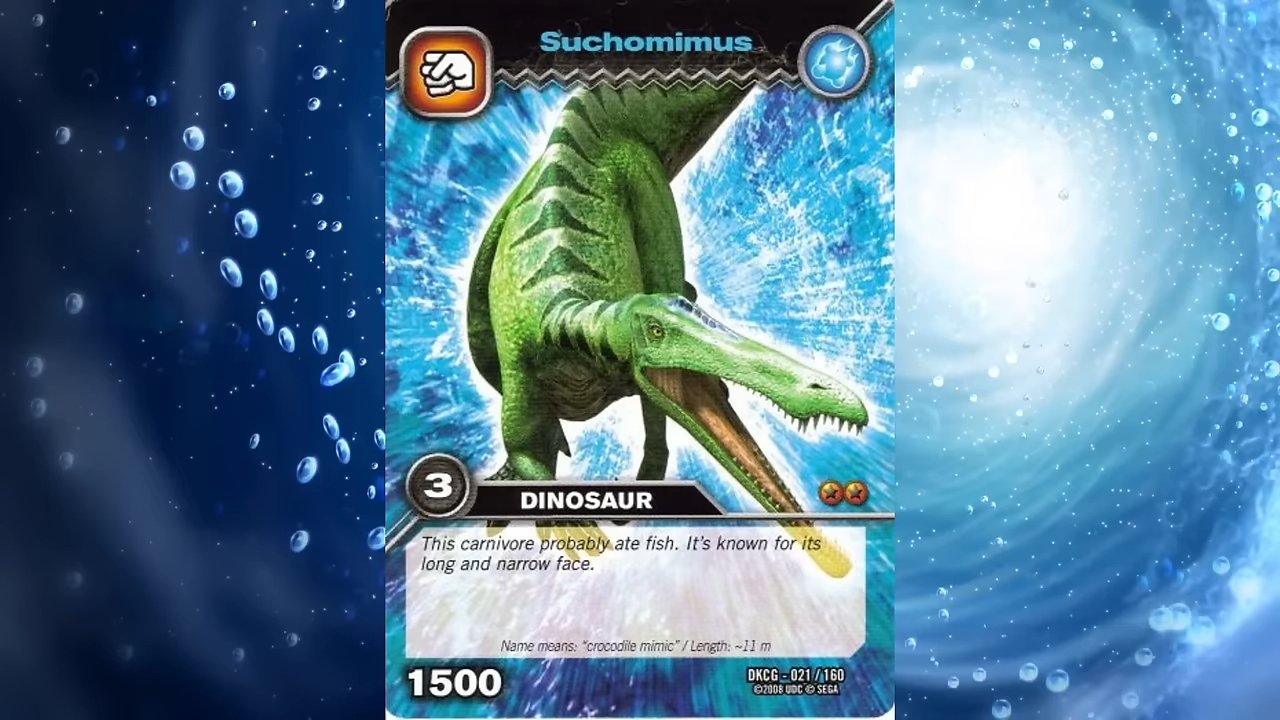 Suchomimus
3
DINOSAUR
This carnivore probably ate fish. It's known for its
long and narrow face.
Name means: "crocodile mimic" / Length: ~11 m
1500
DKCG - 021/160
©2008 UDC © SEGA